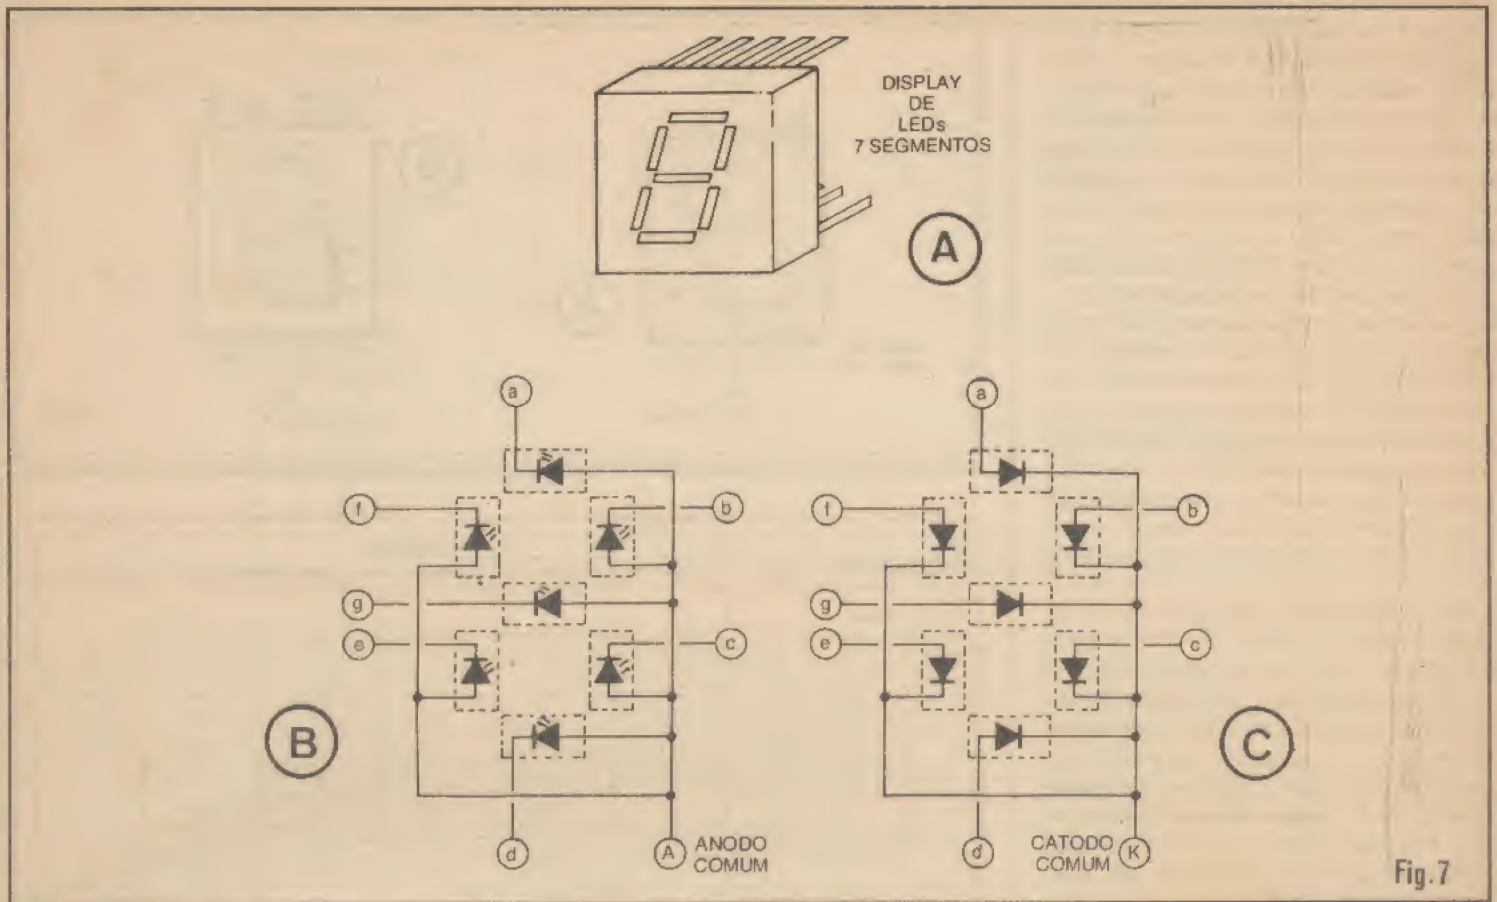 DISPLAY
DE
LEDs
7 SEGMENTOS
A
a
f
b
g
e
c
B
d
A
ANODO
COMUM
a
f
b
g
e
c
C
d
CATODO
COMUM
K
Fig.7